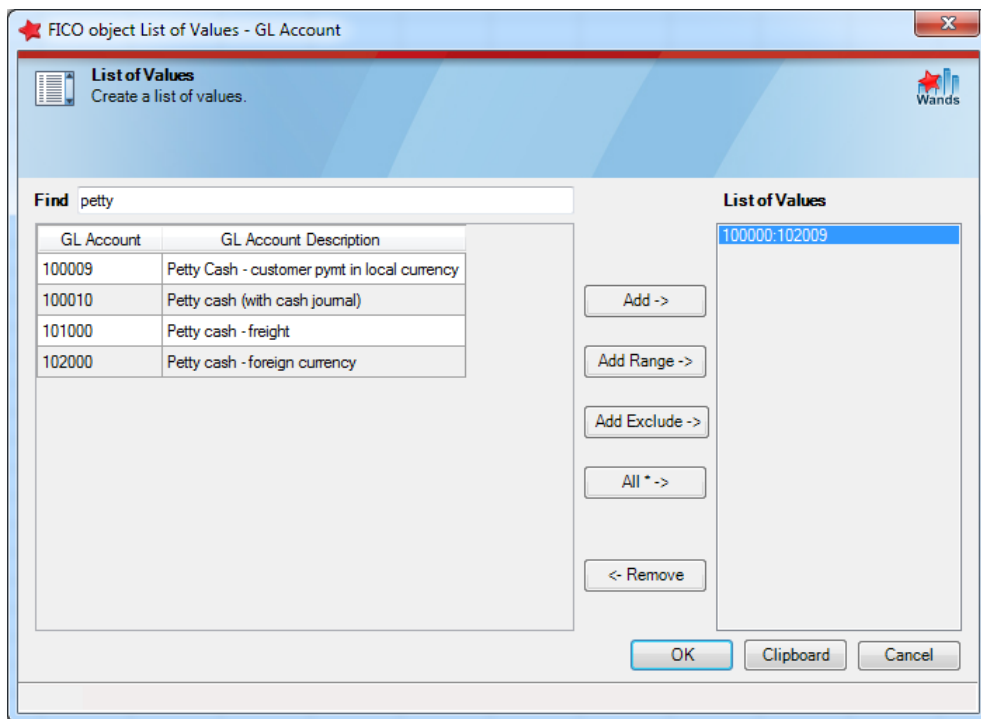 FICO object List of Values - GL Account
List of Values
Create a list of values.
Wands
Find petty
List of Values
GL Account GL Account Description
100009 Petty Cash - customer pymt in local currency
100010 Petty cash (with cash journal)
101000 Petty cash - freight
102000 Petty cash - foreign currency
100000:102009
Add ->
Add Range ->
Add Exclude ->
All * ->
<- Remove
OK Clipboard Cancel